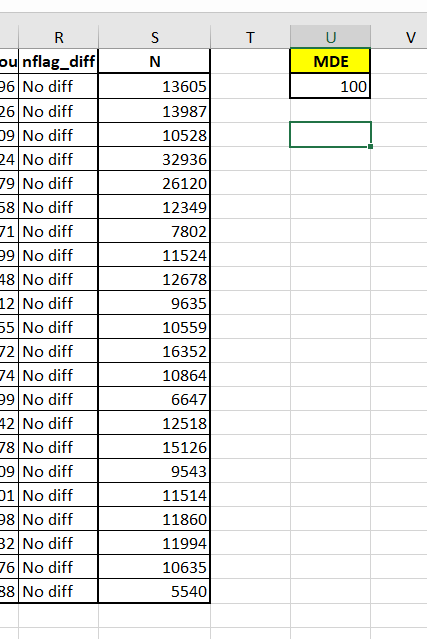 R S T U V
ou nflag_diff N MDE
96 No diff 13605 100
26 No diff 13987
09 No diff 10528
24 No diff 32936
79 No diff 26120
58 No diff 12349
71 No diff 7802
99 No diff 11524
48 No diff 12678
12 No diff 9635
55 No diff 10559
72 No diff 16352
74 No diff 10864
99 No diff 6647
42 No diff 12518
78 No diff 15126
09 No diff 9543
01 No diff 11514
98 No diff 11860
32 No diff 11994
76 No diff 10635
88 No diff 5540